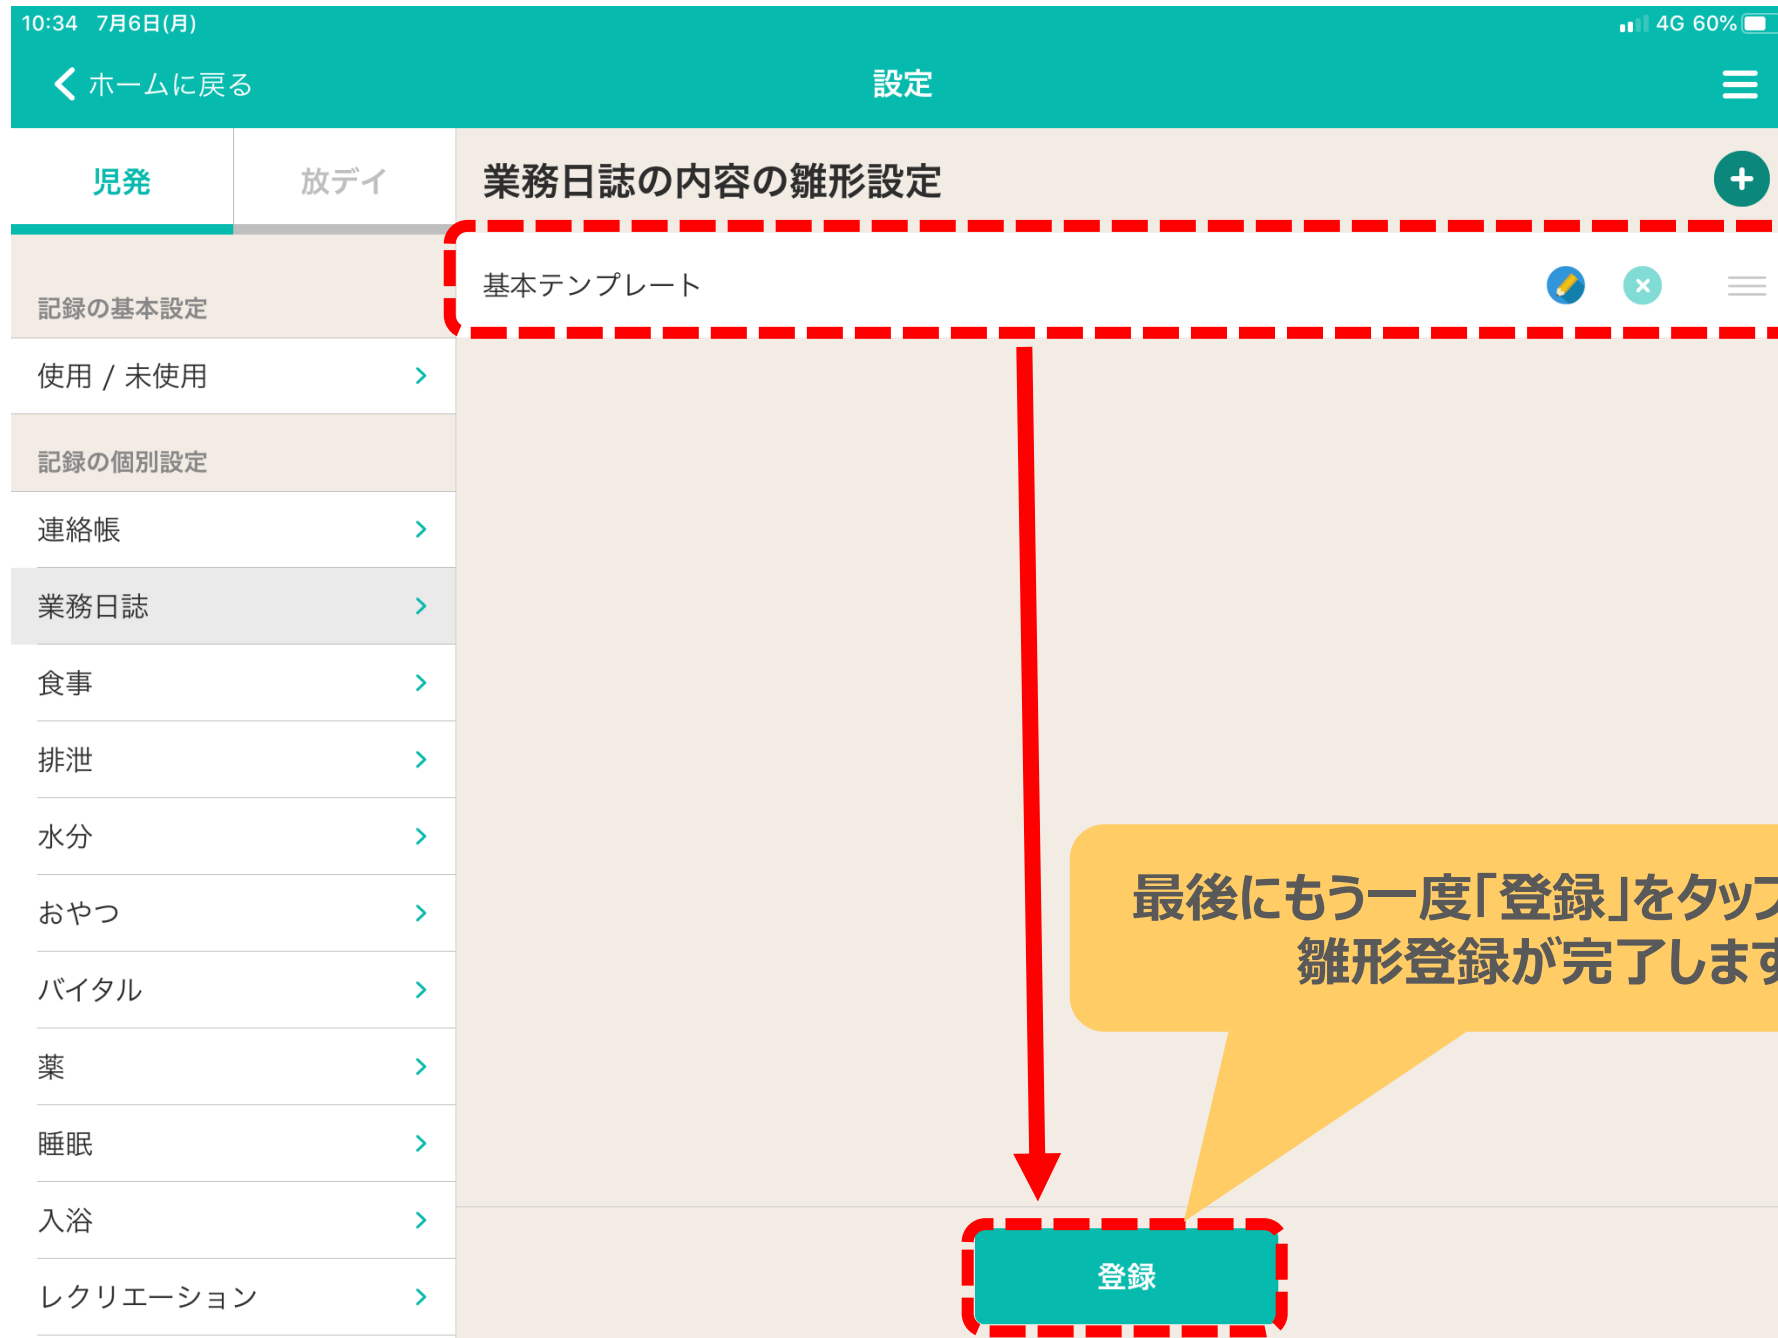 10:34 7月6日(月)
4G 60%
ホームに戻る
設定
児発
放デイ
業務日誌の内容の雛形設定
基本テンプレート
記録の基本設定
使用 / 未使用
記録の個別設定
連絡帳
業務日誌
食事
排泄
水分
おやつ
バイタル
薬
睡眠
入浴
レクリエーション
最後にもう一度「登録」をタップ
雛形登録が完了します
登録